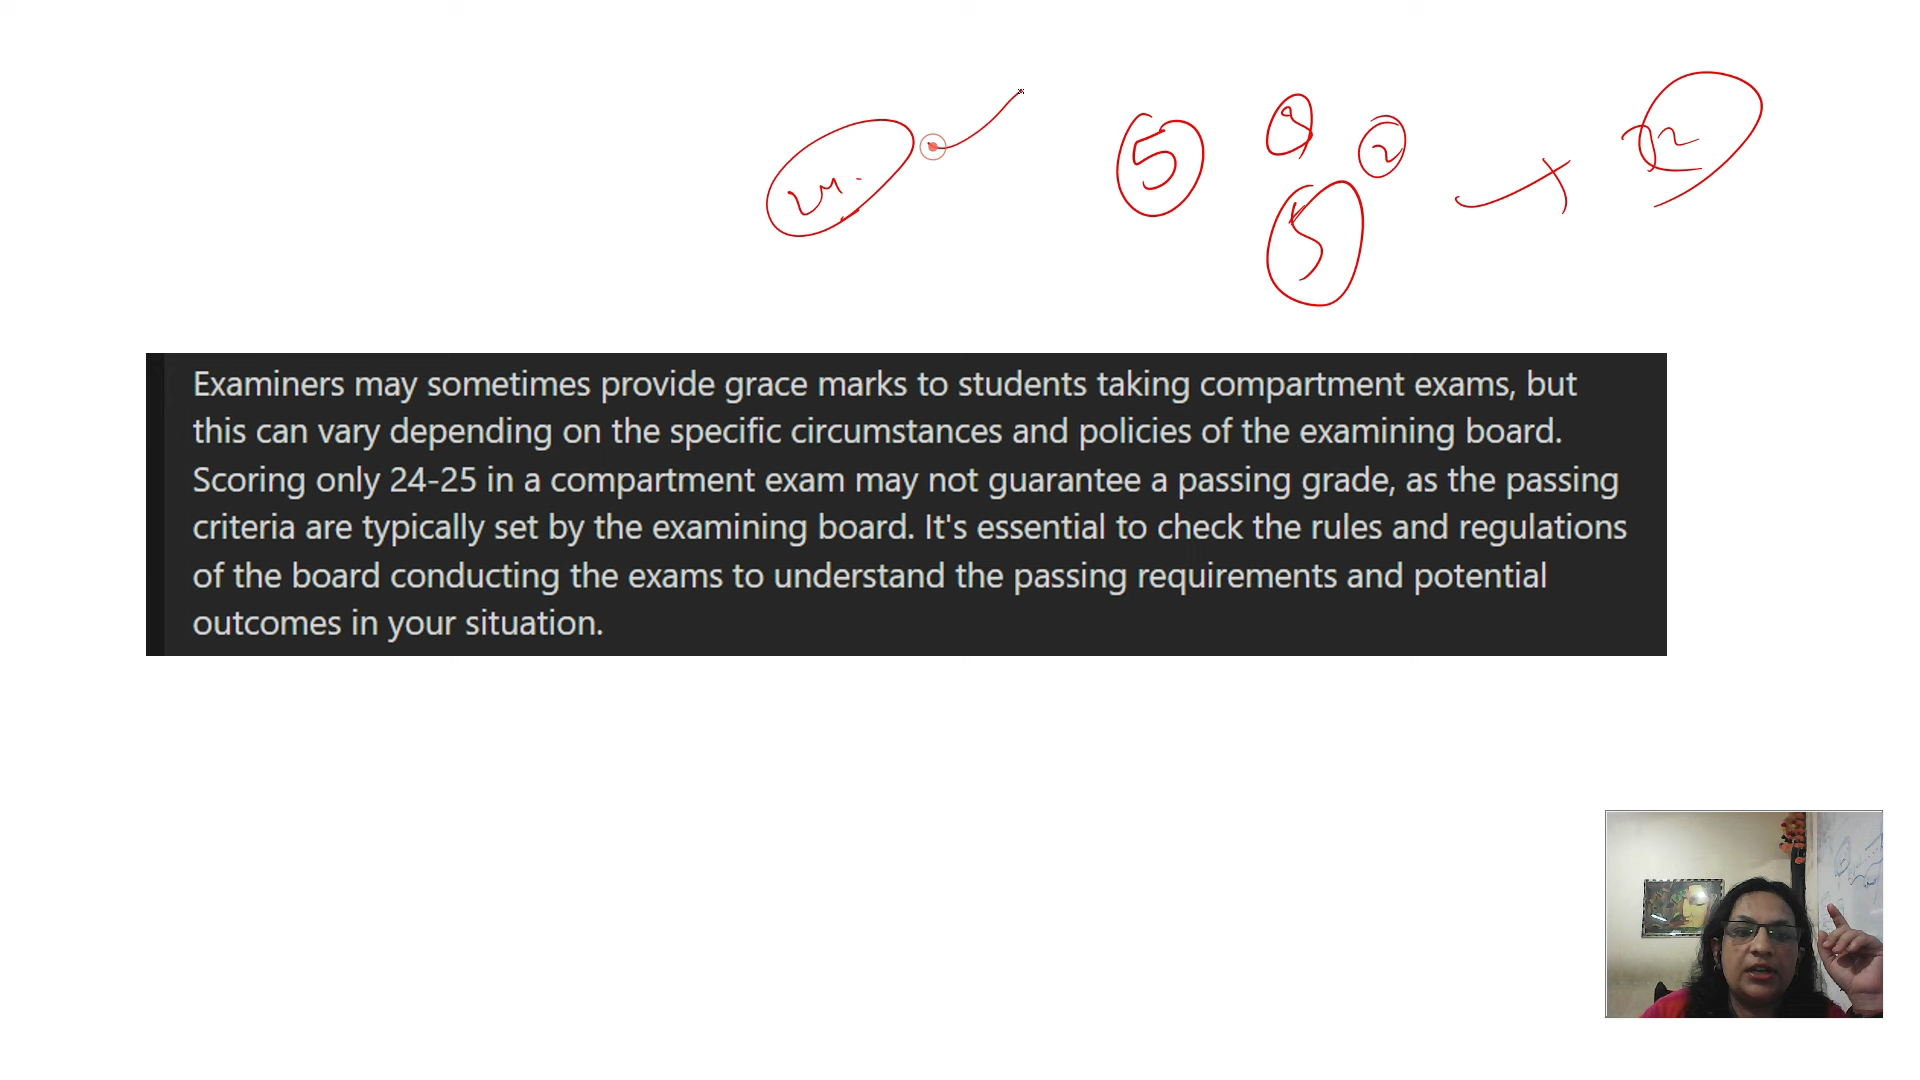 24.
5
2
5
Examiners may sometimes provide grace marks to students taking compartment exams, but
this can vary depending on the specific circumstances and policies of the examining board.
Scoring only 24-25 in a compartment exam may not guarantee a passing grade, as the passing
criteria are typically set by the examining board. It's essential to check the rules and regulations
of the board conducting the exams to understand the passing requirements and potential
outcomes in your situation.